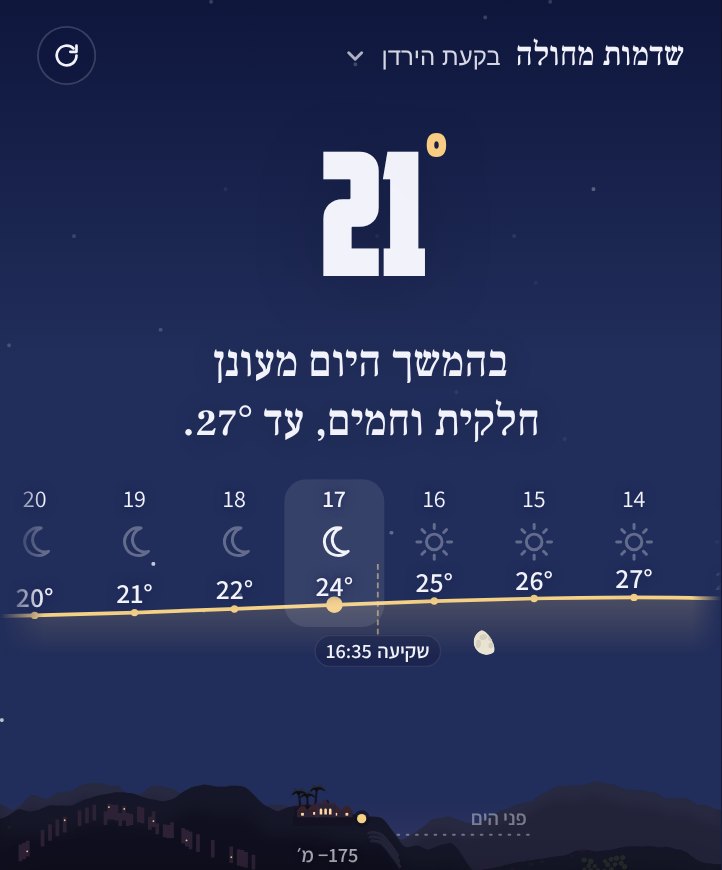 שדמות מחולה בקעת הירדן
21°
בהמשך היום מעונן
חלקית וחמים, עד 27°.
14 15 16 17 18 19 20
27° 26° 25° 24° 22° 21° 20°
שקיעה 16:35
פני הים
−175 מ׳